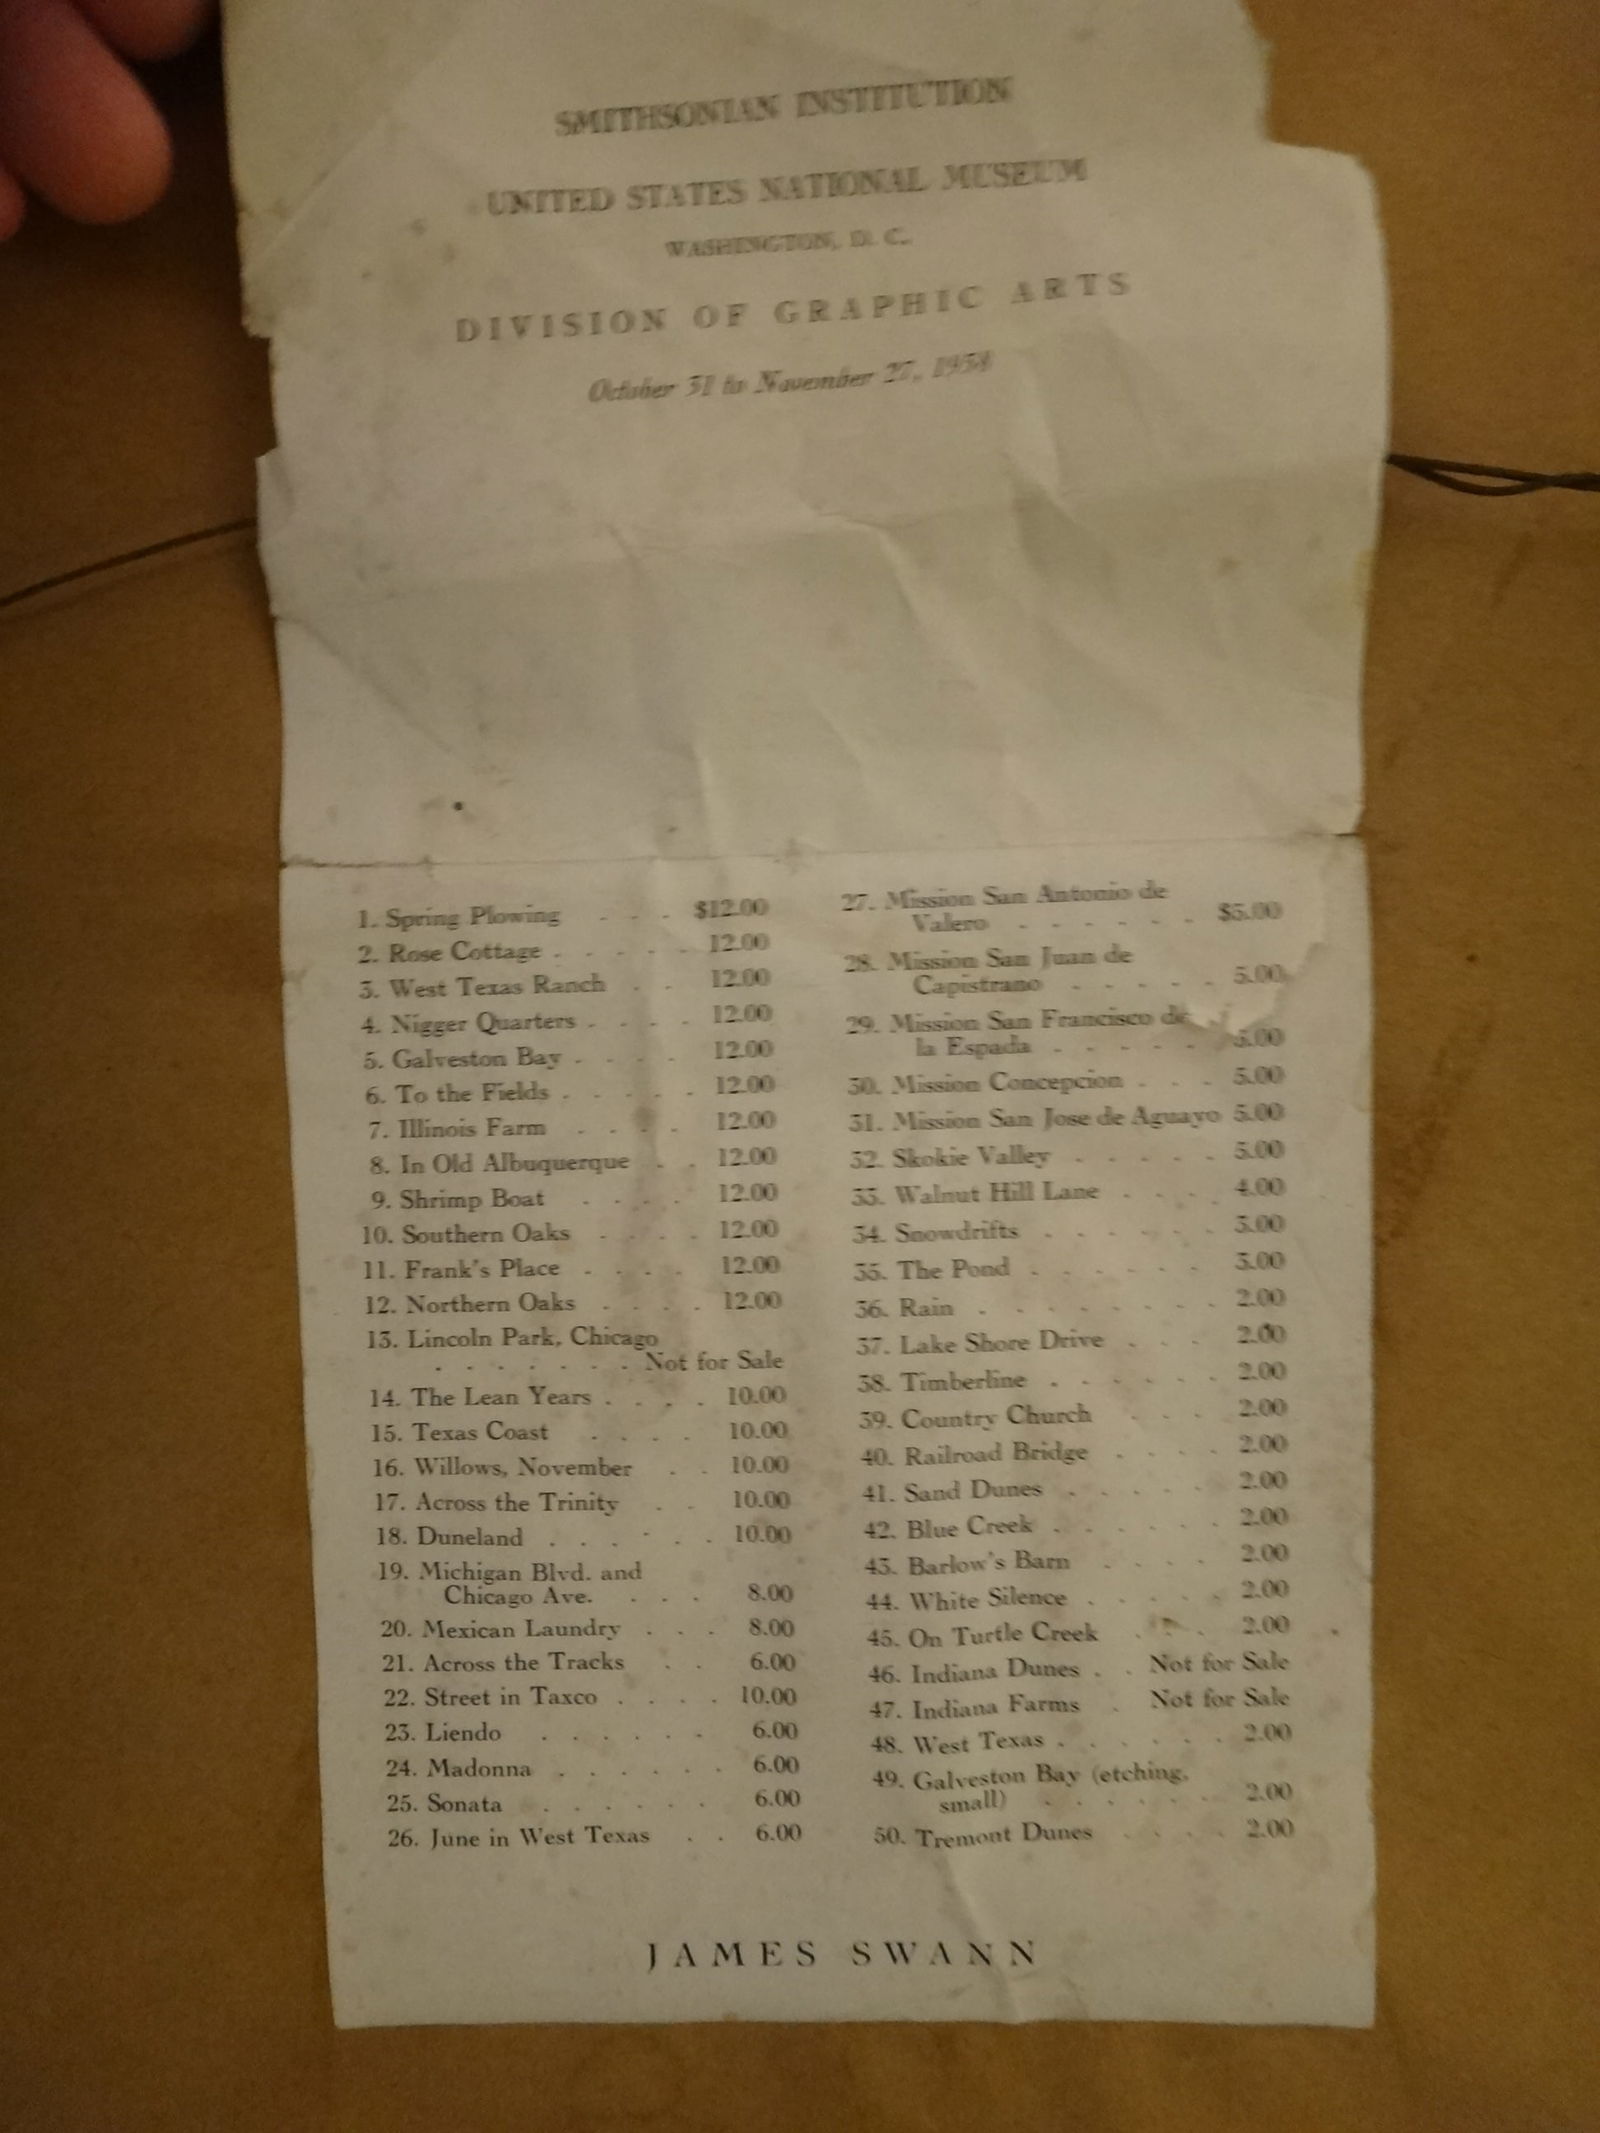 SMITHSONIAN INSTITUTION
UNITED STATES NATIONAL MUSEUM
WASHINGTON, D. C.
DIVISION OF GRAPHIC ARTS
October 31 to November 27, 1938
1. Spring Plowing . . . $12.00
2. Rose Cottage . . . . . 12.00
3. West Texas Ranch . . 12.00
4. Nigger Quarters . . . . 12.00
5. Galveston Bay . . . . 12.00
6. To the Fields . . . . . 12.00
7. Illinois Farm . . . . 12.00
8. In Old Albuquerque . . 12.00
9. Shrimp Boat . . . . 12.00
10. Southern Oaks . . . . 12.00
11. Frank's Place . . . . 12.00
12. Northern Oaks . . . . 12.00
13. Lincoln Park, Chicago
. . . . . . . Not for Sale
14. The Lean Years . . . . 10.00
15. Texas Coast . . . . 10.00
16. Willows, November . . 10.00
17. Across the Trinity . . 10.00
18. Duneland . . . . . . 10.00
19. Michigan Blvd. and
Chicago Ave. . . . 8.00
20. Mexican Laundry . . . 8.00
21. Across the Tracks . . 6.00
22. Street in Taxco . . . . 10.00
23. Liendo . . . . . . 6.00
24. Madonna . . . . . . 6.00
25. Sonata . . . . . . 6.00
26. June in West Texas . . 6.00
27. Mission San Antonio de
Valero . . . . . . $5.00
28. Mission San Juan de
Capistrano . . . . . 5.00
29. Mission San Francisco de
la Espada . . . . . 5.00
30. Mission Concepcion . . . 5.00
31. Mission San Jose de Aguayo 5.00
32. Skokie Valley . . . . . 5.00
33. Walnut Hill Lane . . . 4.00
34. Snowdrifts . . . . . . 3.00
35. The Pond . . . . . . 3.00
36. Rain . . . . . . . . 2.00
37. Lake Shore Drive . . . 2.00
38. Timberline . . . . . . 2.00
39. Country Church . . . 2.00
40. Railroad Bridge . . . . 2.00
41. Sand Dunes . . . . . 2.00
42. Blue Creek . . . . . . 2.00
43. Barlow's Barn . . . . 2.00
44. White Silence . . . . . 2.00
45. On Turtle Creek . . . 2.00
46. Indiana Dunes . . Not for Sale
47. Indiana Farms . Not for Sale
48. West Texas . . . . . . 2.00
49. Galveston Bay (etching,
small) . . . . . . 2.00
50. Tremont Dunes . . . . 2.00
JAMES SWANN